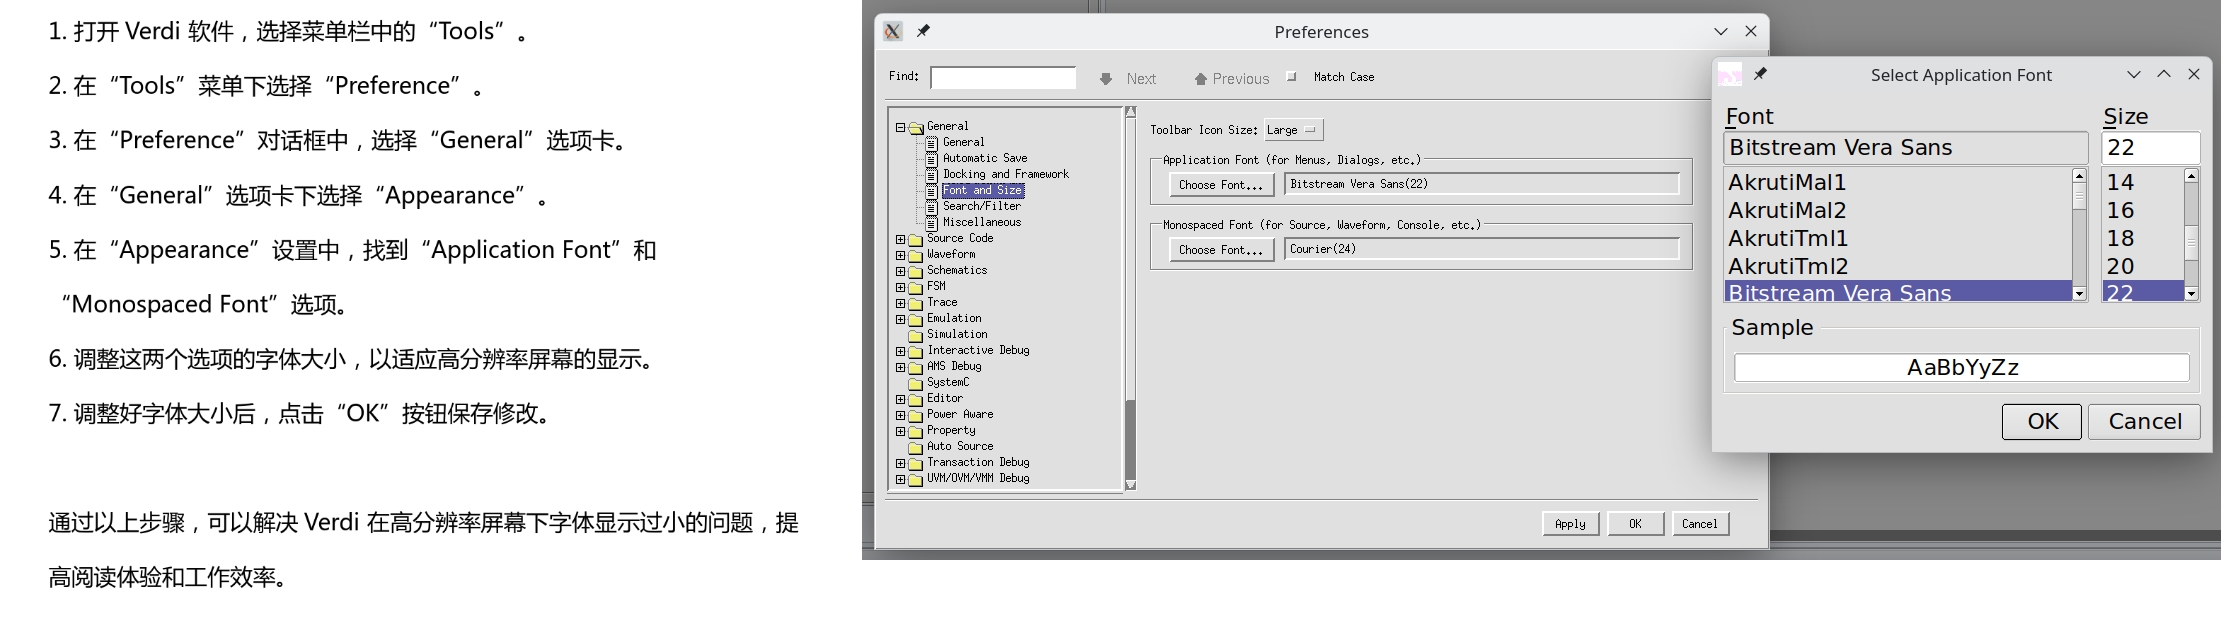 1. 打开 Verdi 软件，选择菜单栏中的“Tools”。
2. 在“Tools”菜单下选择“Preference”。
3. 在“Preference”对话框中，选择“General”选项卡。
4. 在“General”选项卡下选择“Appearance”。
5. 在“Appearance”设置中，找到“Application Font”和
“Monospaced Font”选项。
6. 调整这两个选项的字体大小，以适应高分辨率屏幕的显示。
7. 调整好字体大小后，点击“OK”按钮保存修改。
通过以上步骤，可以解决 Verdi 在高分辨率屏幕下字体显示过小的问题，提
高阅读体验和工作效率。
Preferences
Find:
Next
Previous
Match Case
General
General
Automatic Save
Docking and Framework
Font and Size
Search/Filter
Miscellaneous
Source Code
Waveform
Schematics
FSM
Trace
Emulation
Simulation
Interactive Debug
AMS Debug
SystemC
Editor
Power Aware
Property
Auto Source
Transaction Debug
UVM/OVM/VMM Debug
Toolbar Icon Size: Large
Application Font (for Menus, Dialogs, etc.)
Choose Font... Bitstream Vera Sans(22)
Monospaced Font (for Source, Waveform, Console, etc.)
Choose Font... Courier(24)
Apply
OK
Cancel
Select Application Font
Font
Bitstream Vera Sans
AkrutiMal1
AkrutiMal2
AkrutiTml1
AkrutiTml2
Bitstream Vera Sans
Size
22
14
16
18
20
22
Sample
AaBbYyZz
OK
Cancel